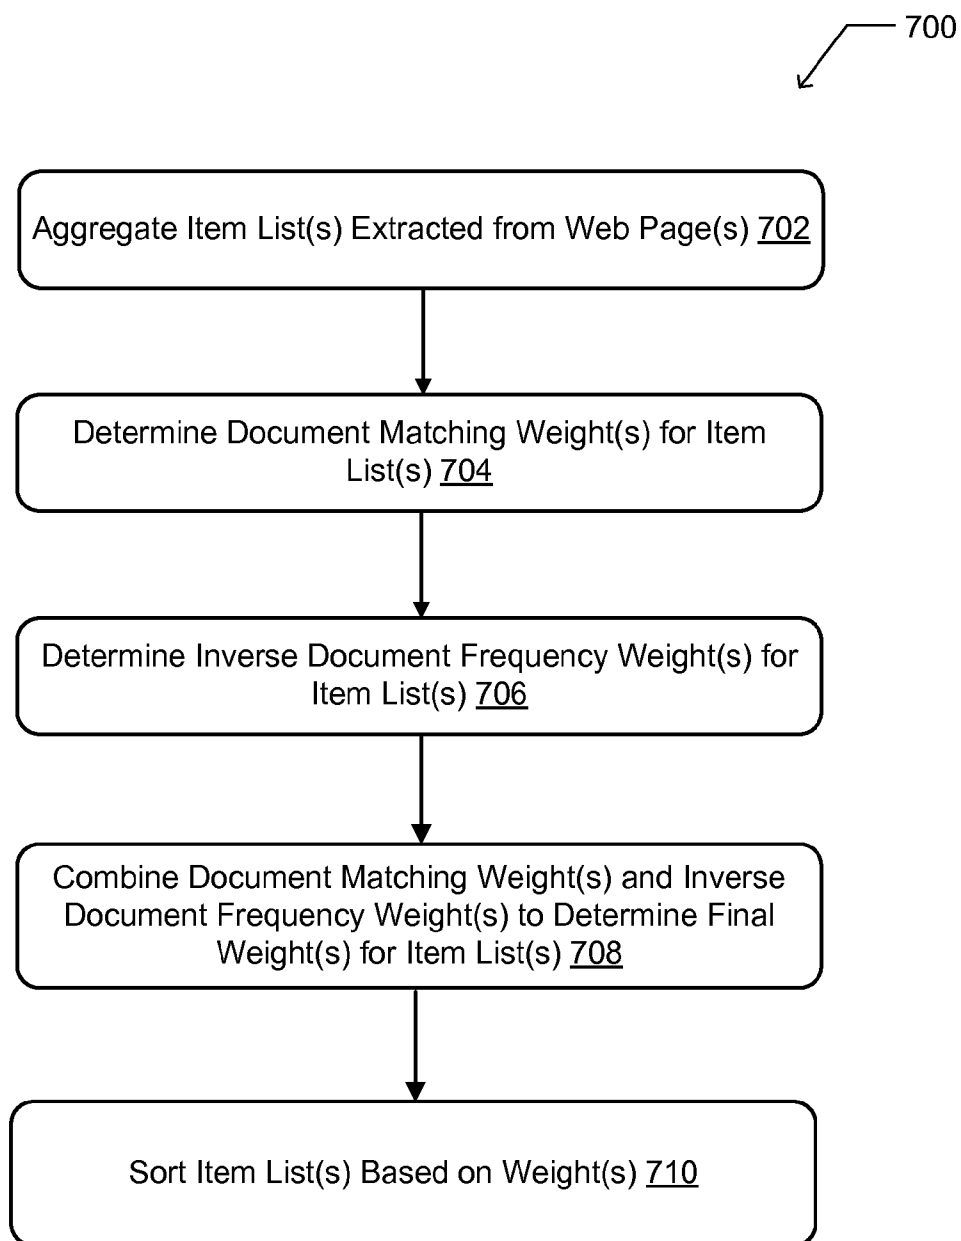 700
Aggregate Item List(s) Extracted from Web Page(s) 702
Determine Document Matching Weight(s) for Item
List(s) 704
Determine Inverse Document Frequency Weight(s) for
Item List(s) 706
Combine Document Matching Weight(s) and Inverse
Document Frequency Weight(s) to Determine Final
Weight(s) for Item List(s) 708
Sort Item List(s) Based on Weight(s) 710